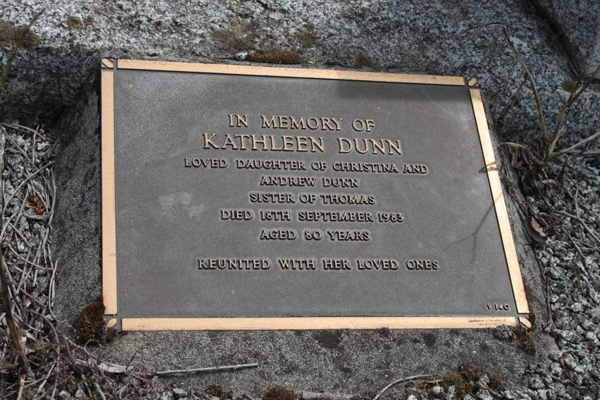 IN MEMORY OF
KATHLEEN DUNN
LOVED DAUGHTER OF CHRISTINA AND
ANDREW DUNN
SISTER OF THOMAS
DIED 18TH SEPTEMBER 1983
AGED 80 YEARS
REUNITED WITH HER LOVED ONES